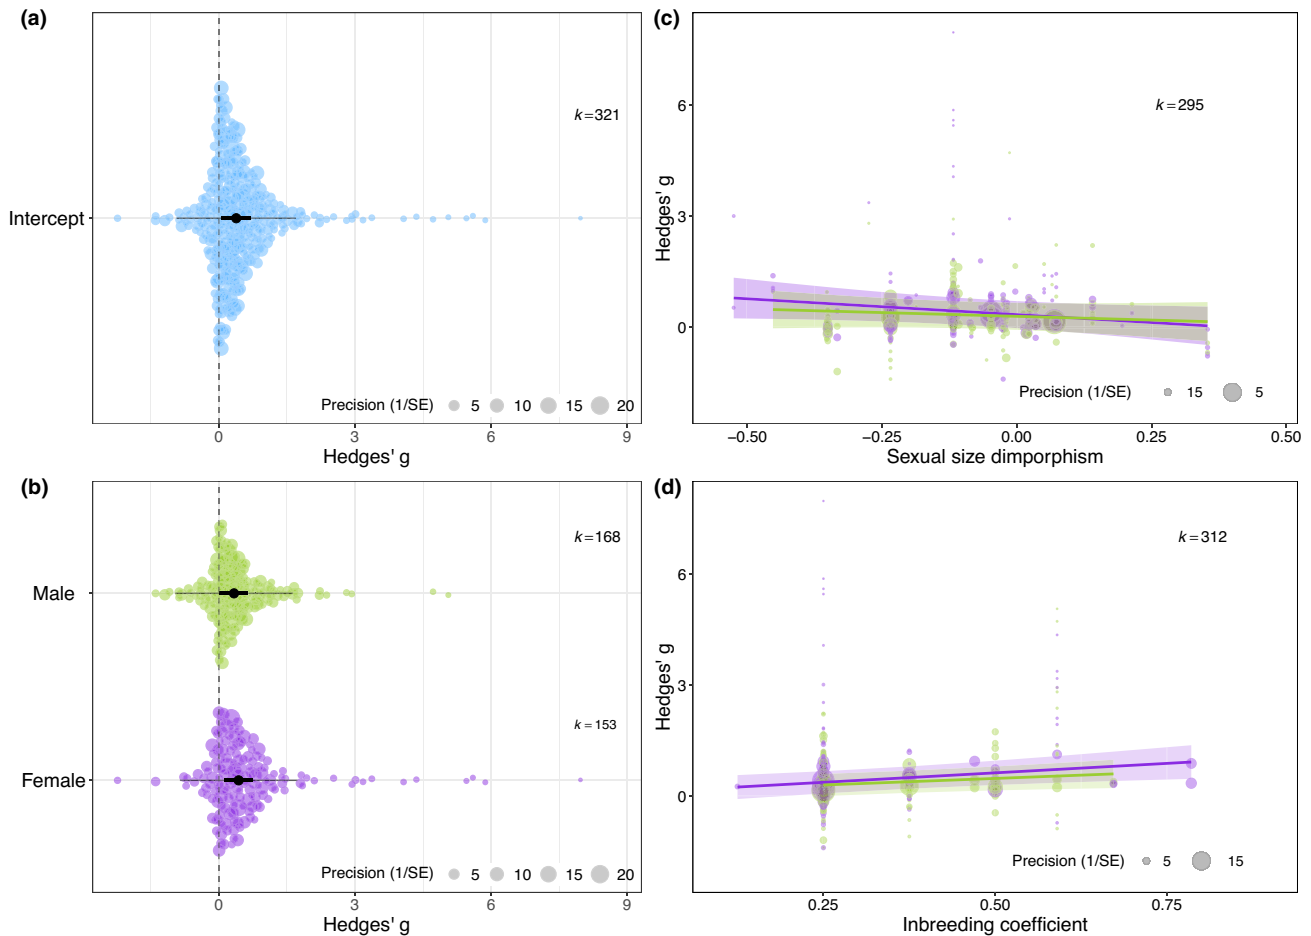 (a)
k=321
Intercept
Precision (1/SE) 5 10 15 20
0 3 6 9
Hedges' g
(c)
k=295
6
3
0
Hedges' g
Precision (1/SE) 15 5
−0.50 −0.25 0.00 0.25 0.50
Sexual size dimporphism
(b)
k=168
Male
k=153
Female
Precision (1/SE) 5 10 15 20
0 3 6 9
Hedges' g
(d)
k=312
6
3
0
Hedges' g
Precision (1/SE) 5 15
0.25 0.50 0.75
Inbreeding coefficient